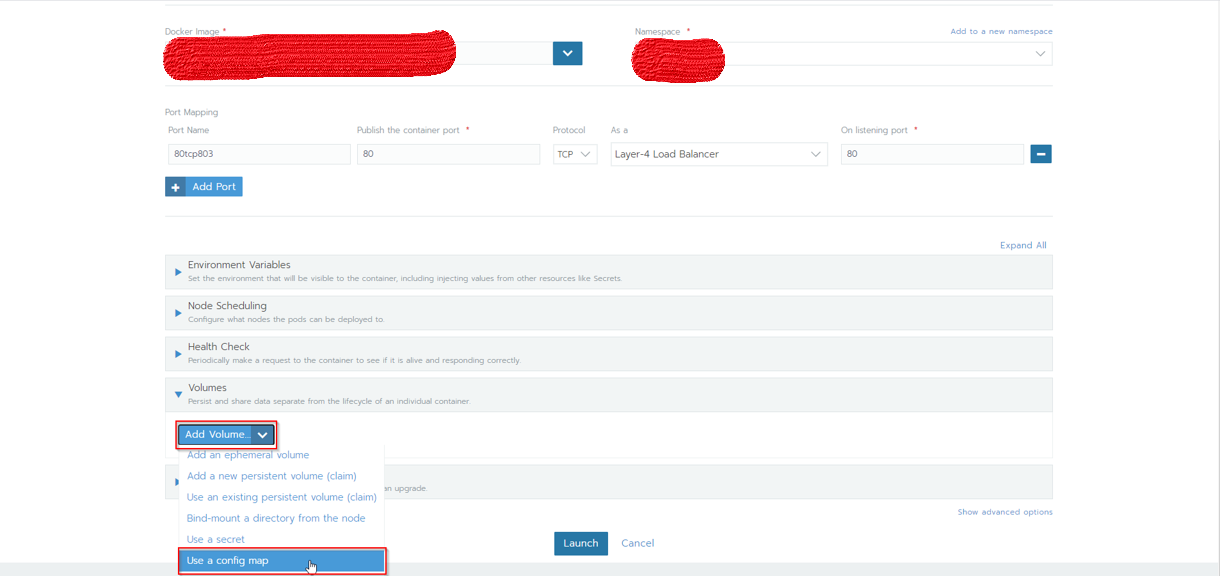 Docker Image *
Namespace *
Add to a new namespace
Port Mapping
Port Name
Publish the container port *
Protocol
As a
On listening port *
80tcp803
80
TCP
Layer-4 Load Balancer
80
Add Port
Expand All
Environment Variables
Set the environment that will be visible to the container, including injecting values from other resources like Secrets.
Node Scheduling
Configure what nodes the pods can be deployed to.
Health Check
Periodically make a request to the container to see if it is alive and responding correctly.
Volumes
Persist and share data separate from the lifecycle of an individual container.
Add Volume...
Add an ephemeral volume
Add a new persistent volume (claim)
an upgrade.
Use an existing persistent volume (claim)
Bind-mount a directory from the node
Show advanced options
Use a secret
Use a config map
Launch
Cancel